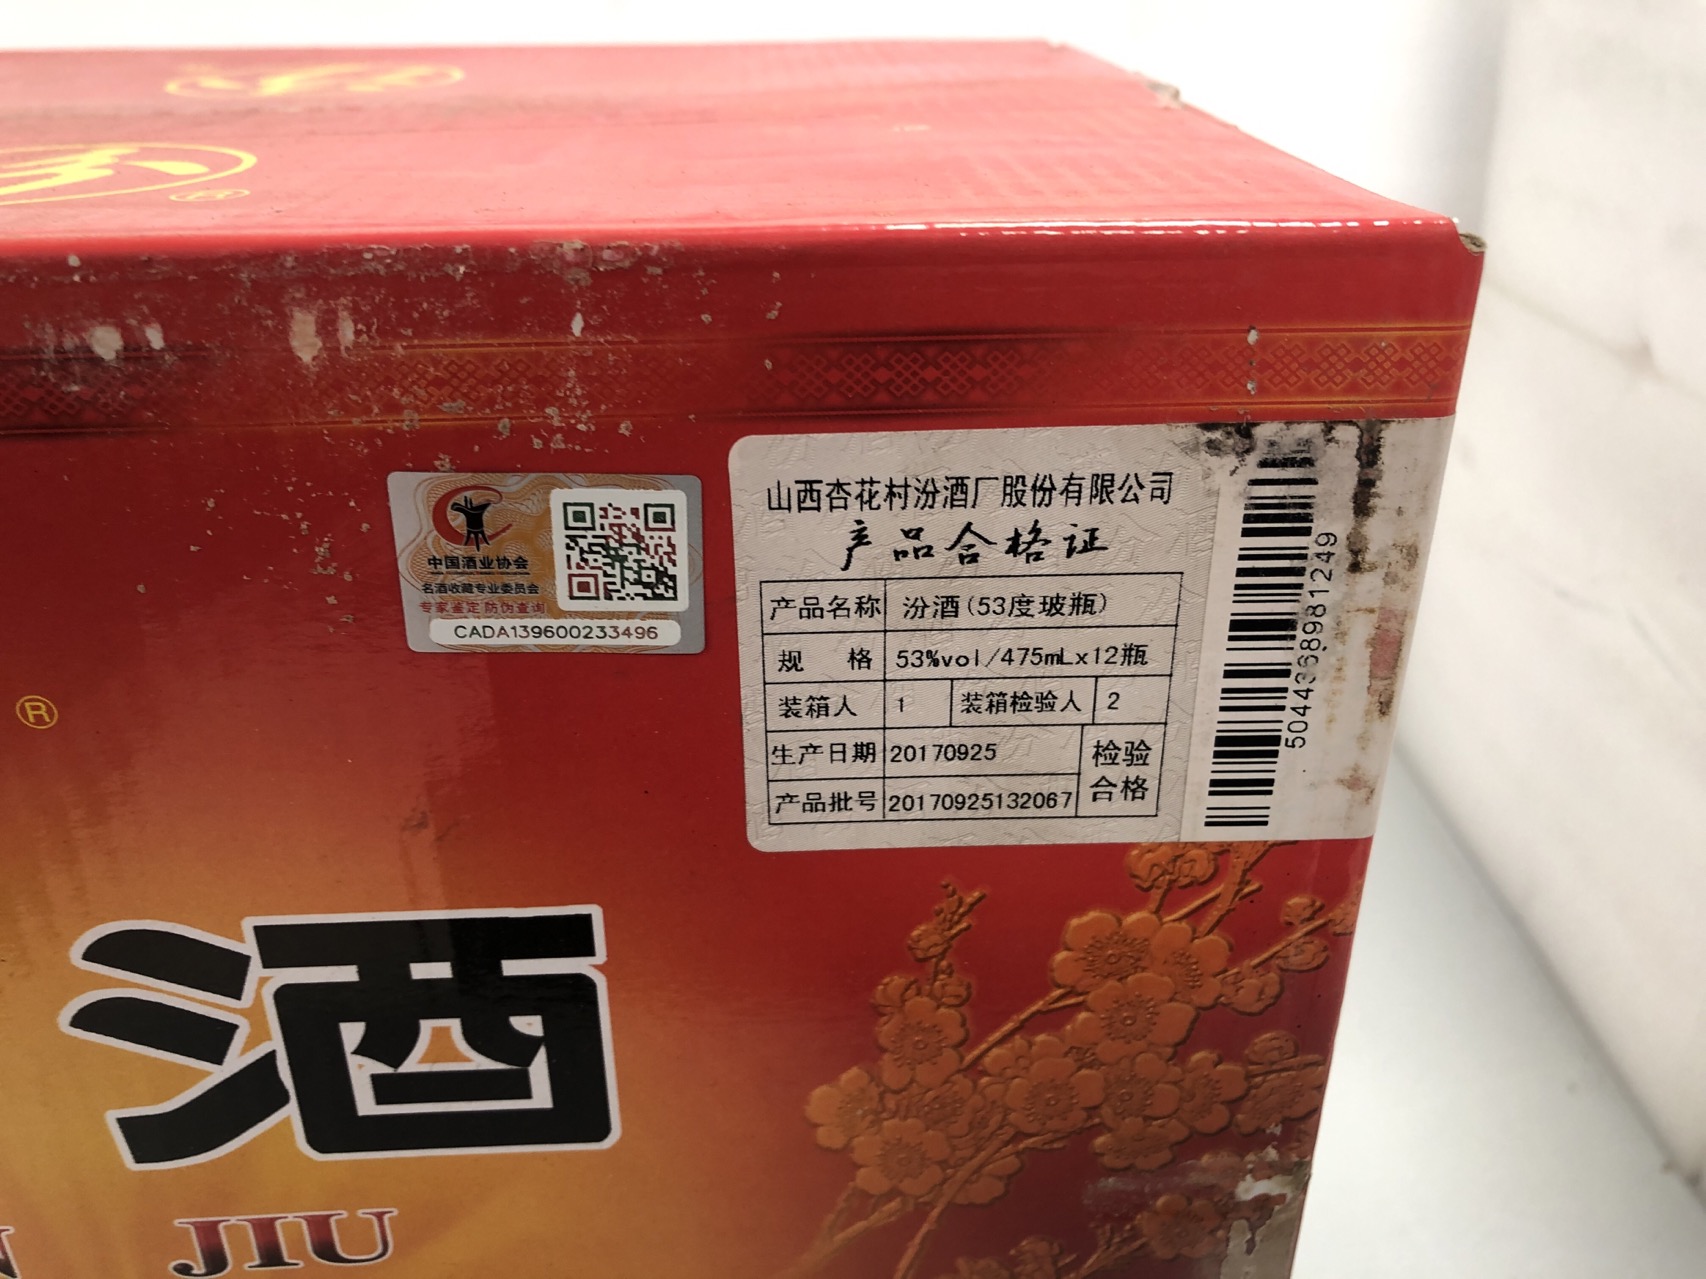 中国酒业协会
名酒收藏专业委员会
专家鉴定 防伪查询
CADA139600233496
山西杏花村汾酒厂股份有限公司
产品合格证
产品名称 汾酒(53度玻瓶)
规 格 53%vol/475mLx12瓶
装箱人 1 装箱检验人 2
生产日期 20170925
产品批号 20170925132067
检验
合格
®
酒
JIU